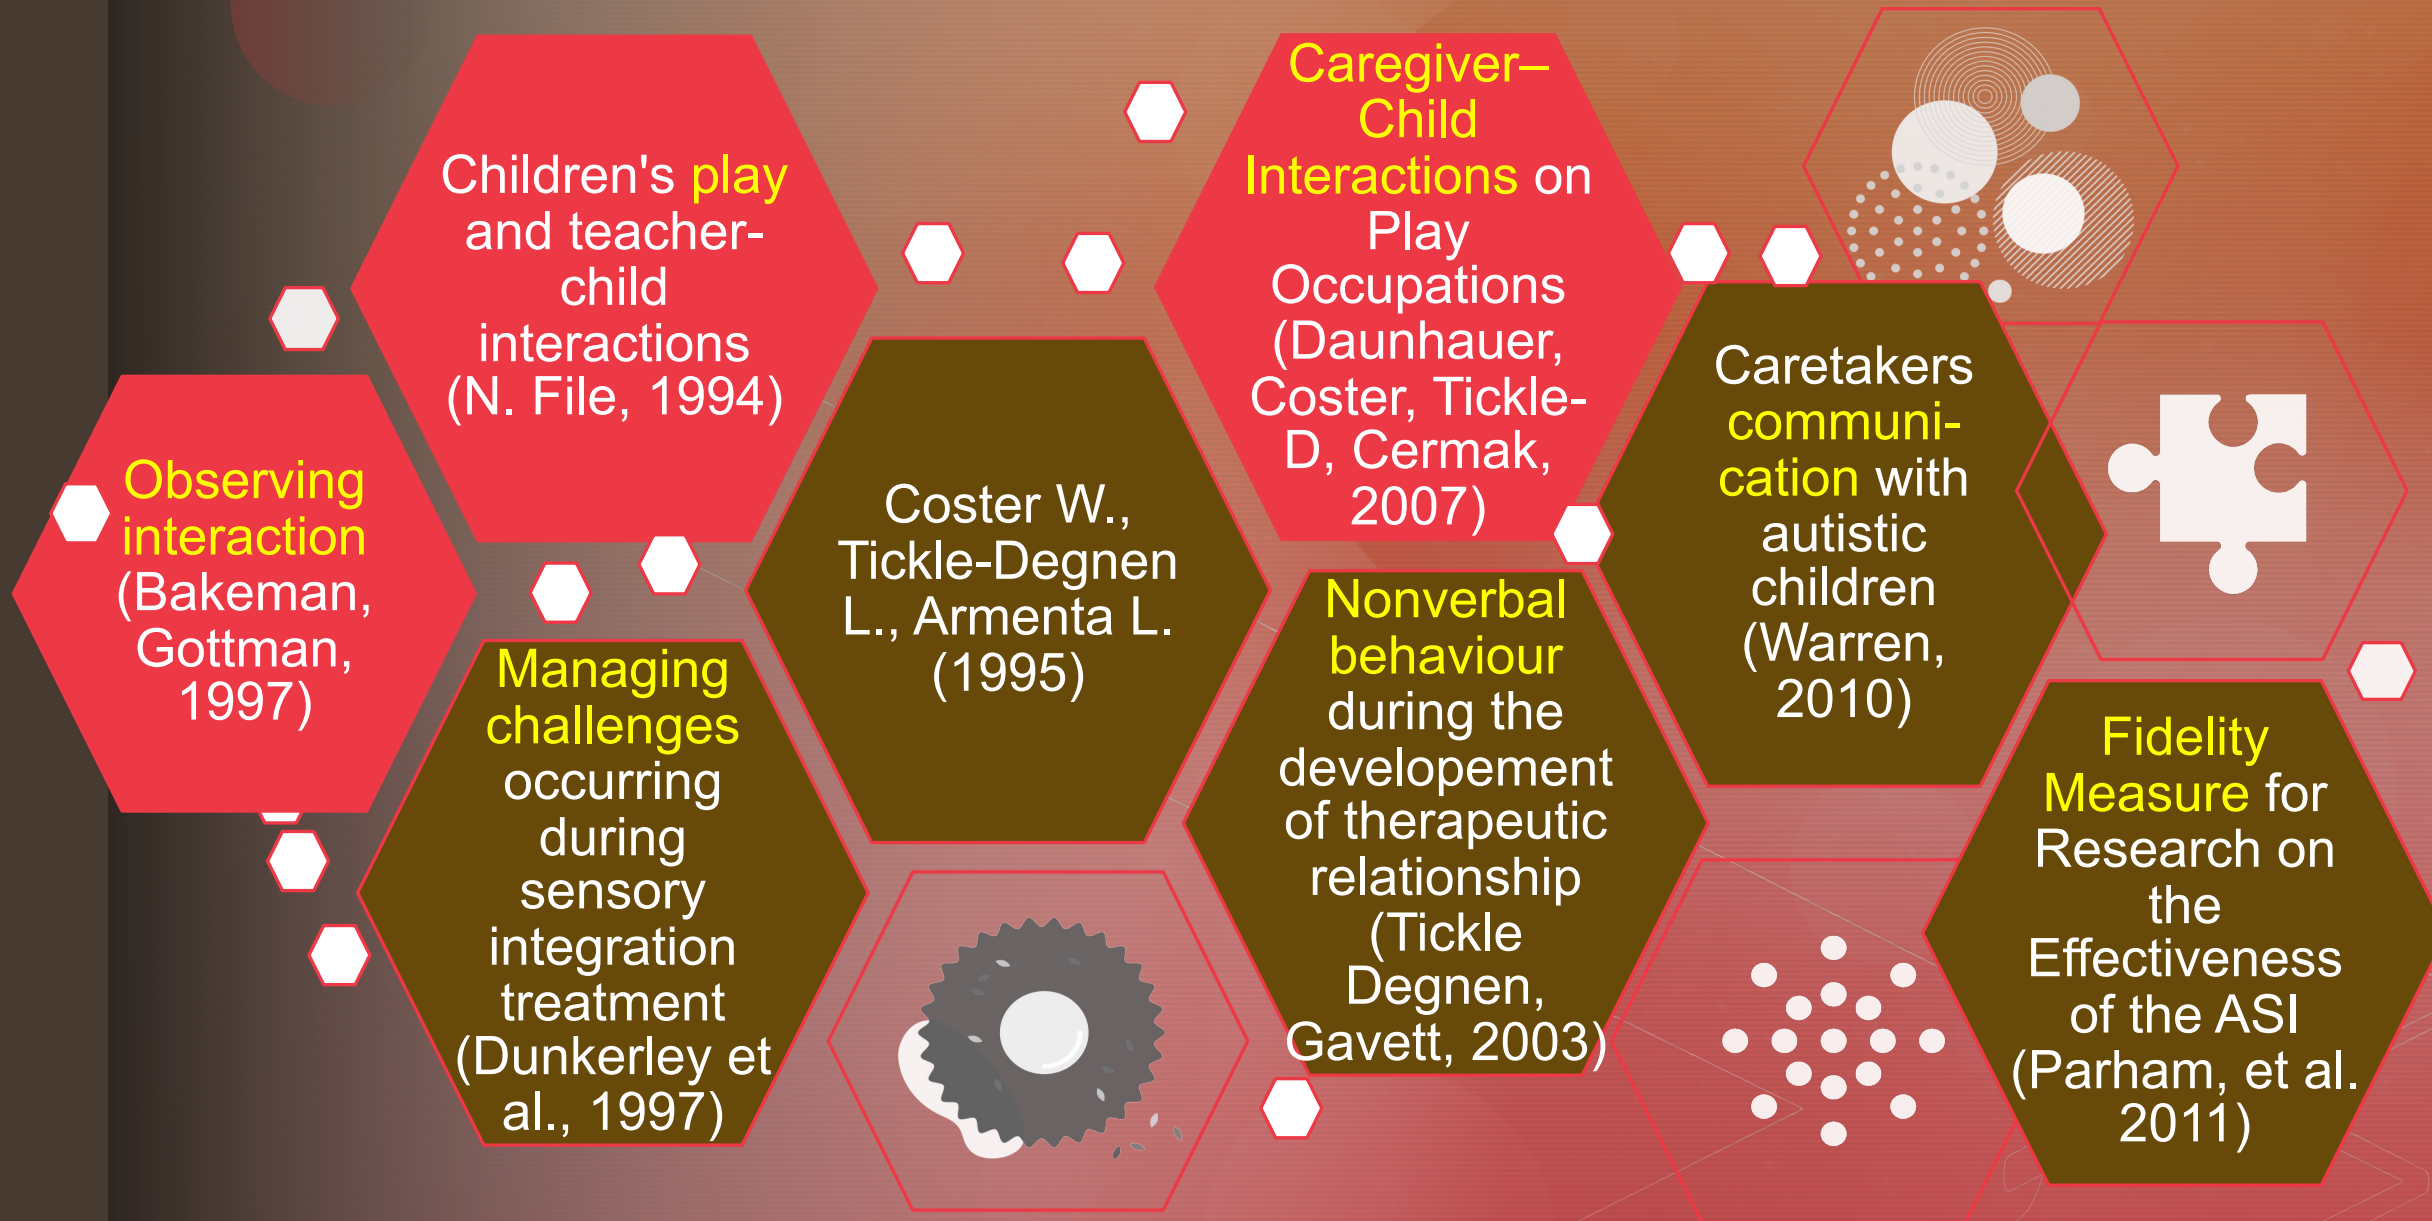 Observing
interaction
(Bakeman,
Gottman,
1997)
Children's play
and teacher-
child
interactions
(N. File, 1994)
Managing
challenges
occurring
during
sensory
integration
treatment
(Dunkerley et
al., 1997)
Coster W.,
Tickle-Degnen
L., Armenta L.
(1995)
Caregiver–
Child
Interactions on
Play
Occupations
(Daunhauer,
Coster, Tickle-
D, Cermak,
2007)
Nonverbal
behaviour
during the
developement
of therapeutic
relationship
(Tickle
Degnen,
Gavett, 2003)
Caretakers
communi-
cation with
autistic
children
(Warren,
2010)
Fidelity
Measure for
Research on
the
Effectiveness
of the ASI
(Parham, et al.
2011)